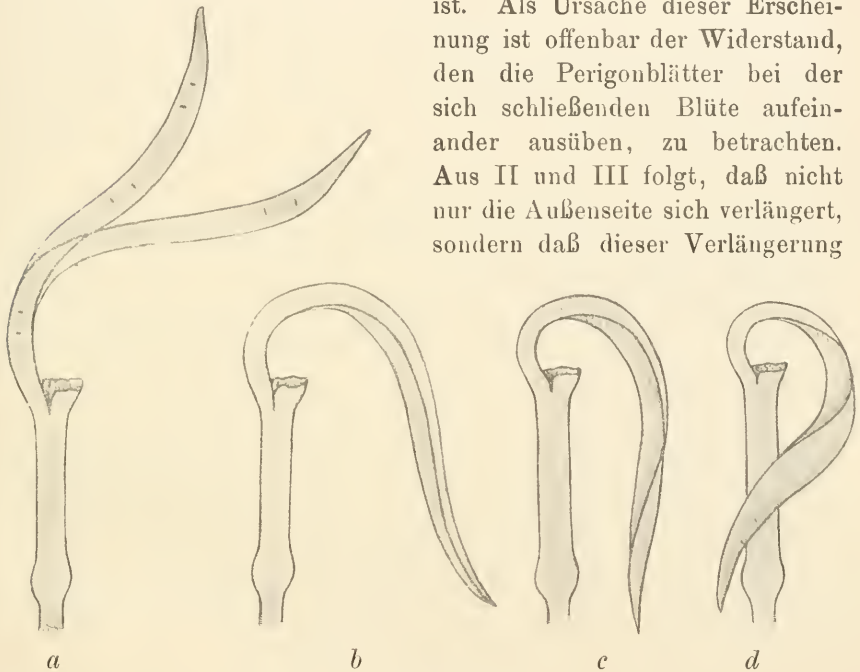 ist. Als Ursache dieser Erschei-
nung ist offenbar der Widerstand,
den die Perigonblätter bei der
sich schließenden Blüte aufein-
ander ausüben, zu betrachten.
Aus II und III folgt, daß nicht
nur die Außenseite sich verlängert,
sondern daß dieser Verlängerung
a b c d